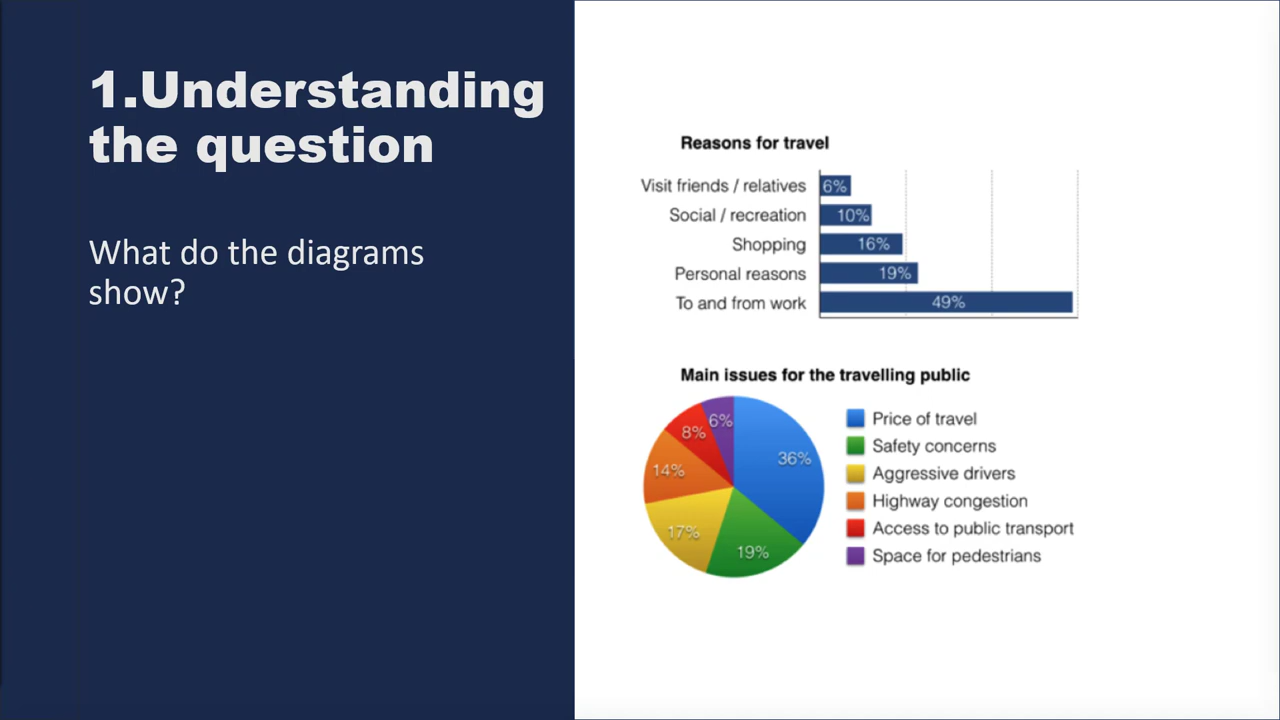 1.Understanding
the question
What do the diagrams
show?
Reasons for travel
Visit friends / relatives 6%
Social / recreation 10%
Shopping 16%
Personal reasons 19%
To and from work 49%
Main issues for the travelling public
36%
19%
17%
14%
8%
6%
Price of travel
Safety concerns
Aggressive drivers
Highway congestion
Access to public transport
Space for pedestrians